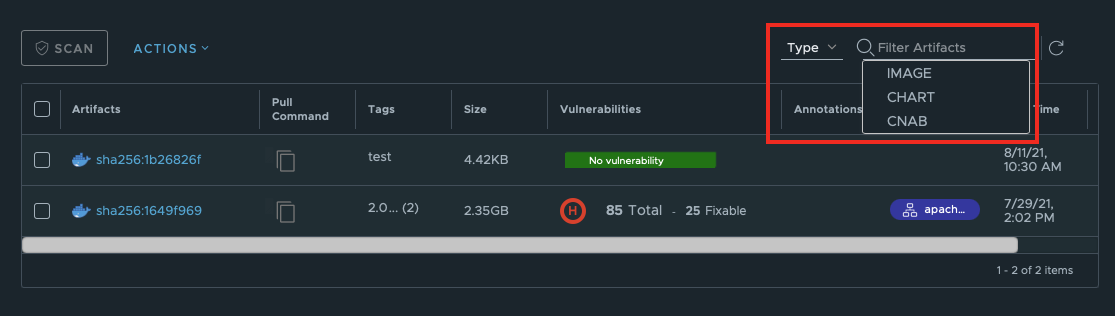 SCAN
ACTIONS
Type
Filter Artifacts
IMAGE
CHART
CNAB
Artifacts
Pull
Command
Tags
Size
Vulnerabilities
Annotations
Time
sha256:1b26826f
test
4.42KB
No vulnerability
8/11/21,
10:30 AM
sha256:1649f969
2.0... (2)
2.35GB
H
85 Total - 25 Fixable
apach...
7/29/21,
2:02 PM
1 - 2 of 2 items